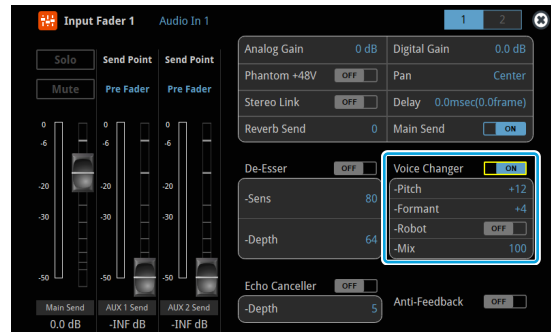 Input Fader 1 Audio In 1 1 2
Solo Send Point Send Point
Mute Pre Fader Pre Fader
0 0 0
-6 -6 -6
-20 -20 -20
-30 -30 -30
-50 -50 -50
Main Send AUX 1 Send AUX 2 Send
0.0 dB -INF dB -INF dB
Analog Gain 0 dB
Phantom +48V OFF
Stereo Link OFF
Reverb Send 0
Digital Gain 0.0 dB
Pan Center
Delay 0.0msec(0.0frame)
Main Send ON
De-Esser OFF
-Sens 80
-Depth 64
Echo Canceller OFF
-Depth 5
Voice Changer ON
-Pitch +12
-Formant +4
-Robot OFF
-Mix 100
Anti-Feedback OFF